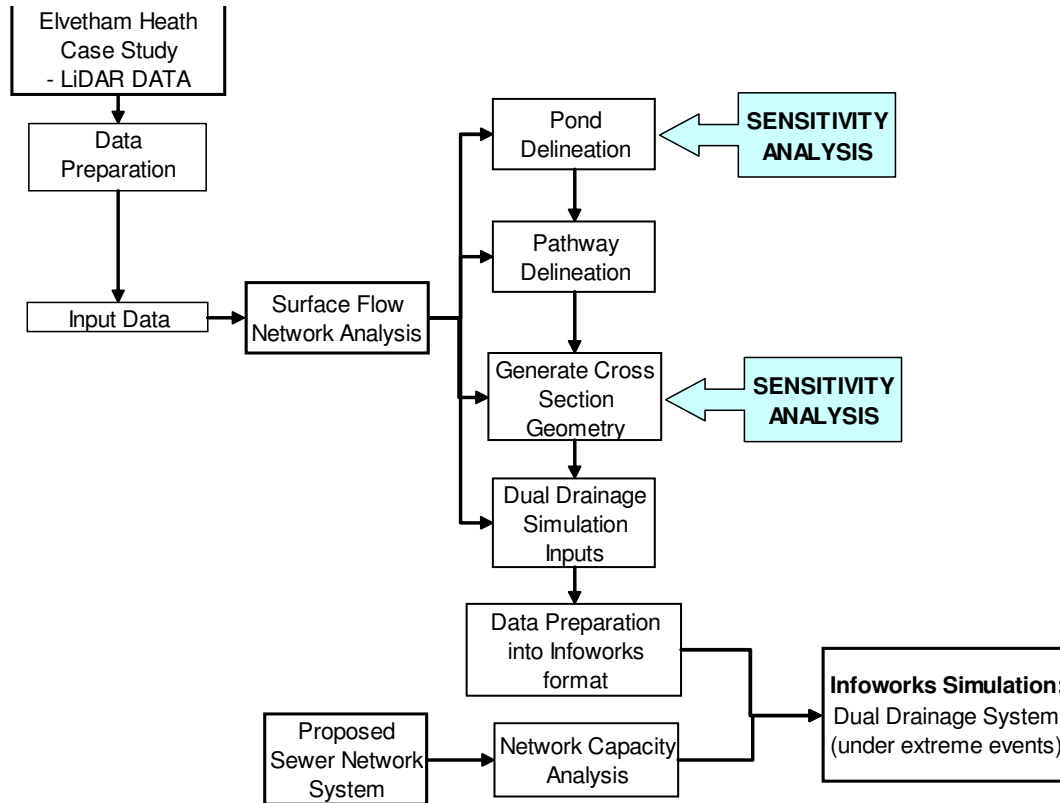 Elvetham Heath
Case Study
- LiDAR DATA
Data
Preparation
Input Data
Surface Flow
Network Analysis
Pond
Delineation
SENSITIVITY
ANALYSIS
Pathway
Delineation
Generate Cross
Section
Geometry
SENSITIVITY
ANALYSIS
Dual Drainage
Simulation
Inputs
Data Preparation
into Infoworks
format
Proposed
Sewer Network
System
Network Capacity
Analysis
Infoworks Simulation:
Dual Drainage System
(under extreme events)